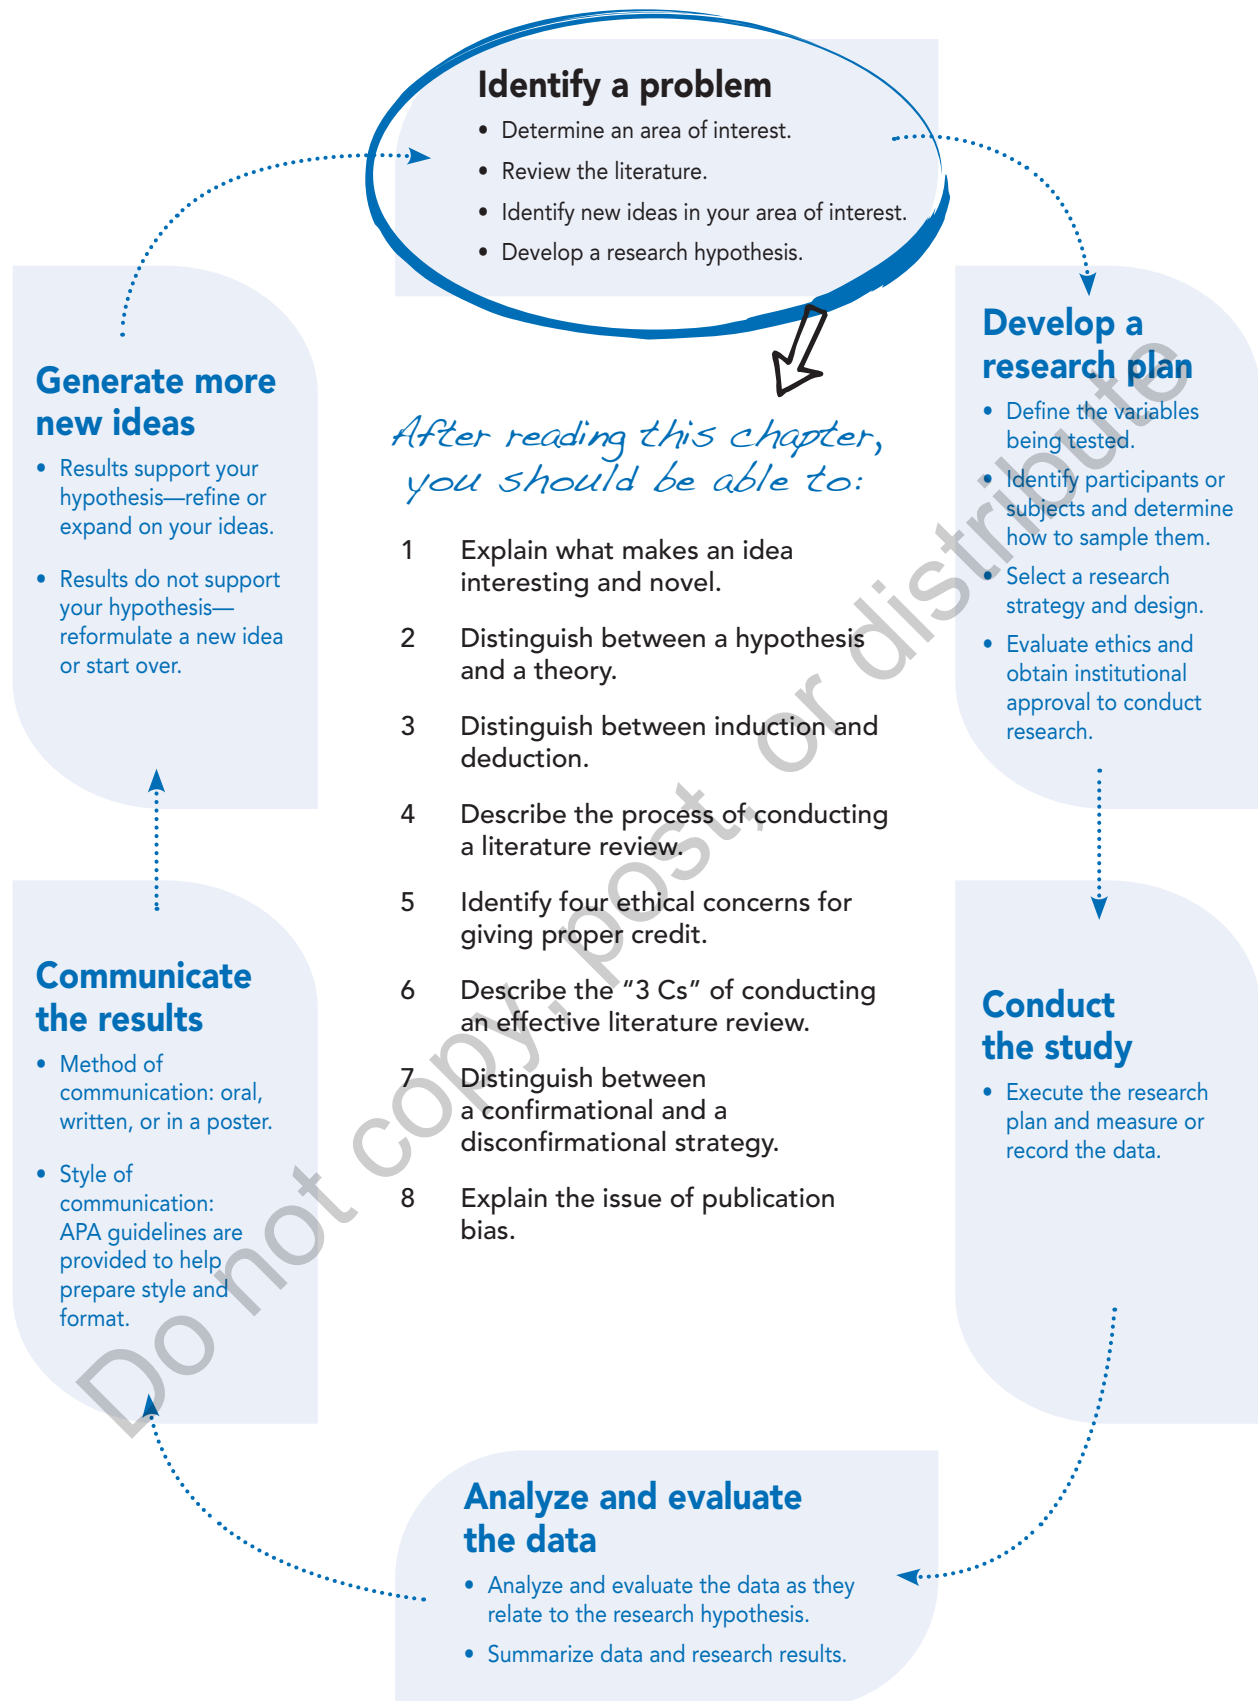 Identify a problem
• Determine an area of interest.
• Review the literature.
• Identify new ideas in your area of interest.
• Develop a research hypothesis.
Develop a
research plan
• Define the variables
being tested.
• Identify participants or
subjects and determine
how to sample them.
• Select a research
strategy and design.
• Evaluate ethics and
obtain institutional
approval to conduct
research.
Conduct
the study
• Execute the research
plan and measure or
record the data.
Analyze and evaluate
the data
• Analyze and evaluate the data as they
relate to the research hypothesis.
• Summarize data and research results.
Communicate
the results
• Method of
communication: oral,
written, or in a poster.
• Style of
communication:
APA guidelines are
provided to help
prepare style and
format.
Generate more
new ideas
• Results support your
hypothesis—refine or
expand on your ideas.
• Results do not support
your hypothesis—
reformulate a new idea
or start over.
After reading this chapter,
you should be able to:
1 Explain what makes an idea
interesting and novel.
2 Distinguish between a hypothesis
and a theory.
3 Distinguish between induction and
deduction.
4 Describe the process of conducting
a literature review.
5 Identify four ethical concerns for
giving proper credit.
6 Describe the “3 Cs” of conducting
an effective literature review.
7 Distinguish between
a confirmational and a
disconfirmational strategy.
8 Explain the issue of publication
bias.
Do not copy, post, or distribute